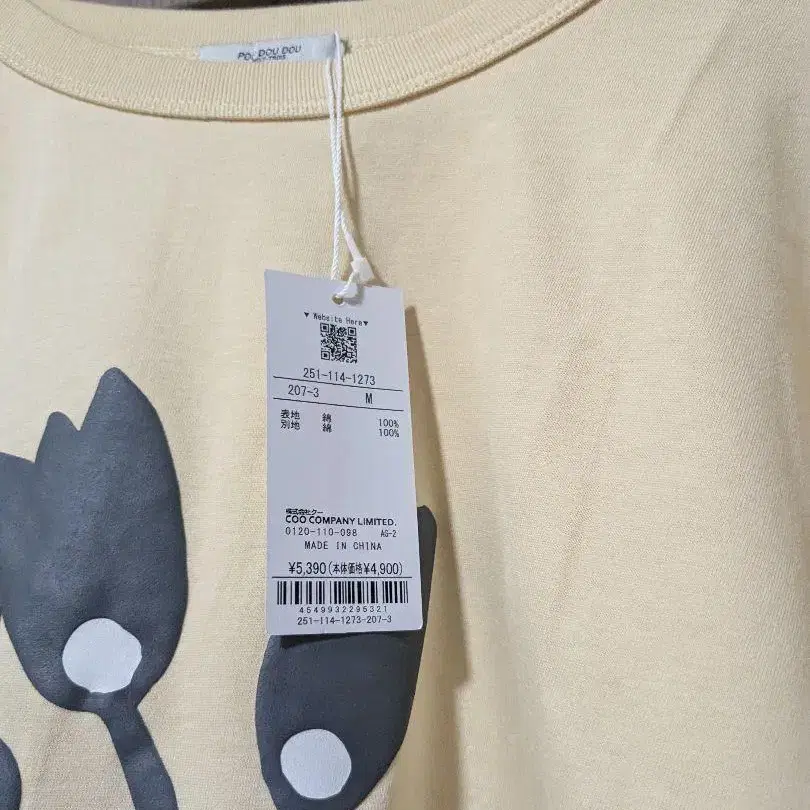 POU DOU DOU
▼ Website Here▼
251-114-1273
207-3 M
表地 綿 100%
別地 綿 100%
株式会社クー
COO COMPANY LIMITED.
0120-110-098 AG-2
MADE IN CHINA
¥5,390(本体価格¥4,900)
4549932295321
251-114-1273-207-3